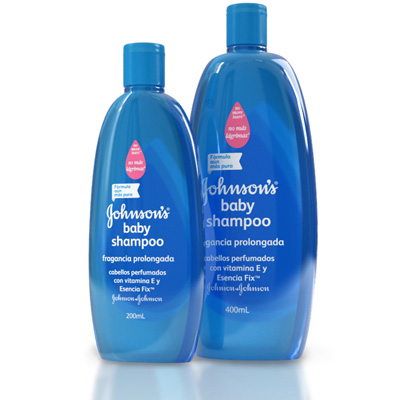 no más
lágrimas!
Fórmula
aun
más pura
Johnson's
baby
shampoo
fragancia prolongada
cabellos perfumados
con vitamina E y
Esencia Fix™
Johnson & Johnson
200mL
no más
lágrimas!
Fórmula
aun
más pura
Johnson's
baby
shampoo
fragancia prolongada
cabellos perfumados
con vitamina E y
Esencia Fix™
Johnson & Johnson
400mL